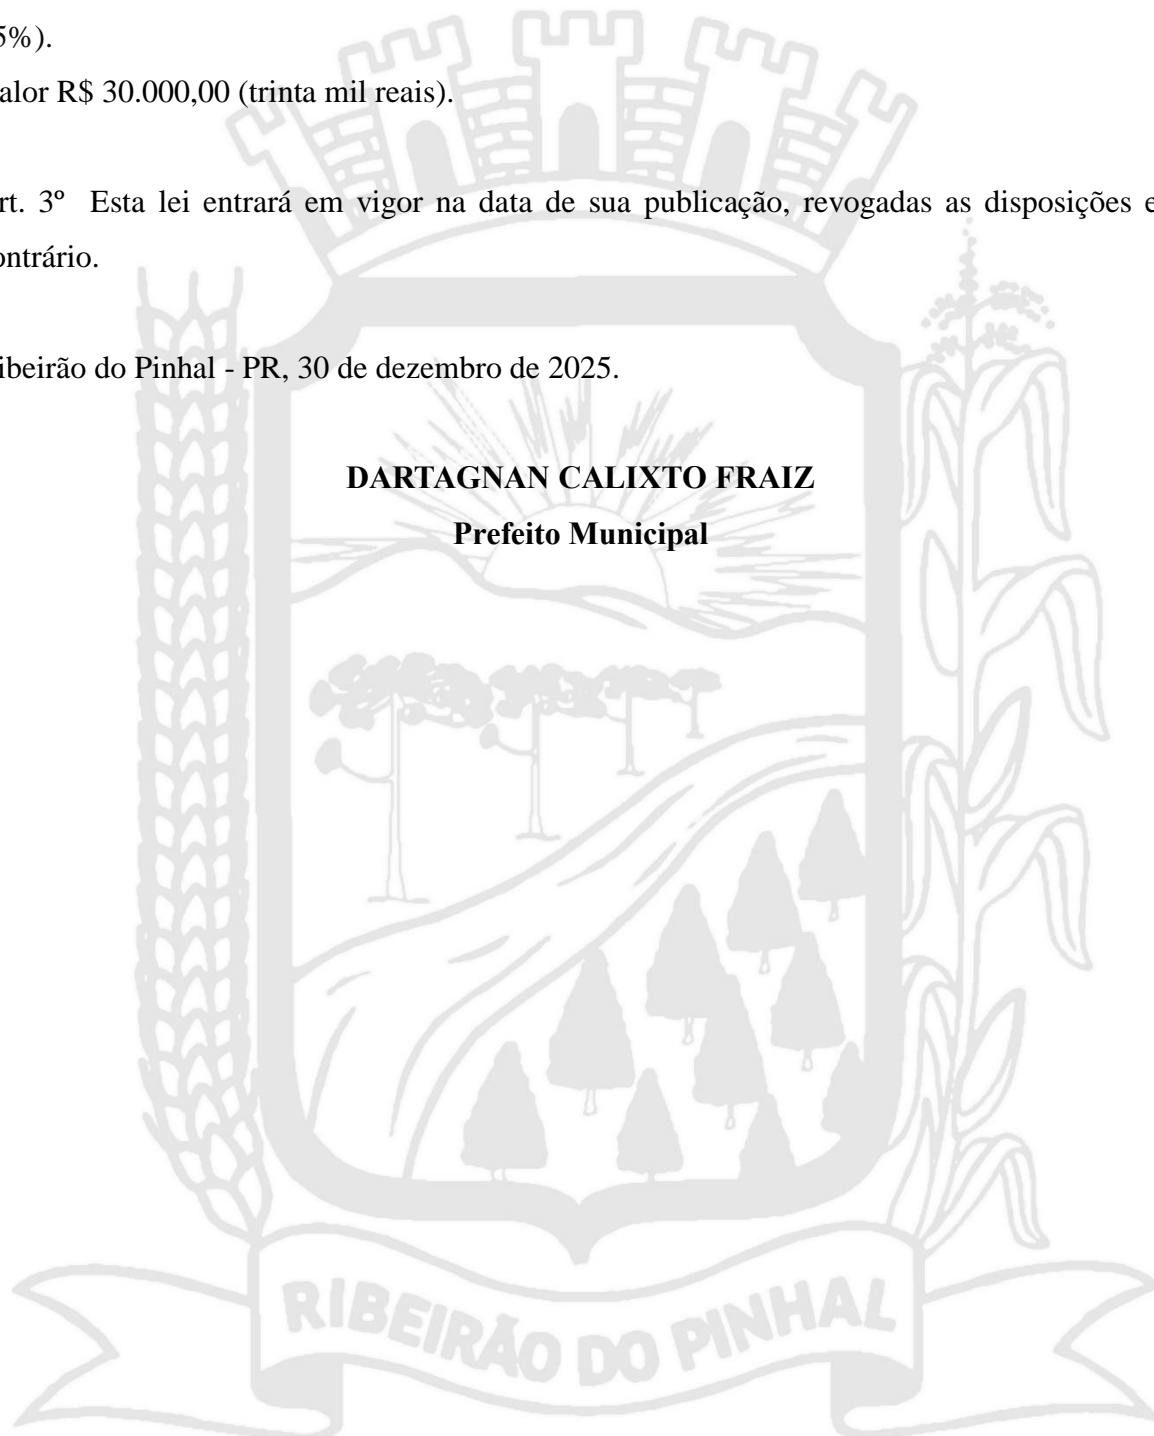 5%).
alor R$ 30.000,00 (trinta mil reais).
rt. 3º Esta lei entrará em vigor na data de sua publicação, revogadas as disposições e
ontrário.
ibeirão do Pinhal - PR, 30 de dezembro de 2025.
DARTAGNAN CALIXTO FRAIZ
Prefeito Municipal
RIBEIRÃO DO PINHAL